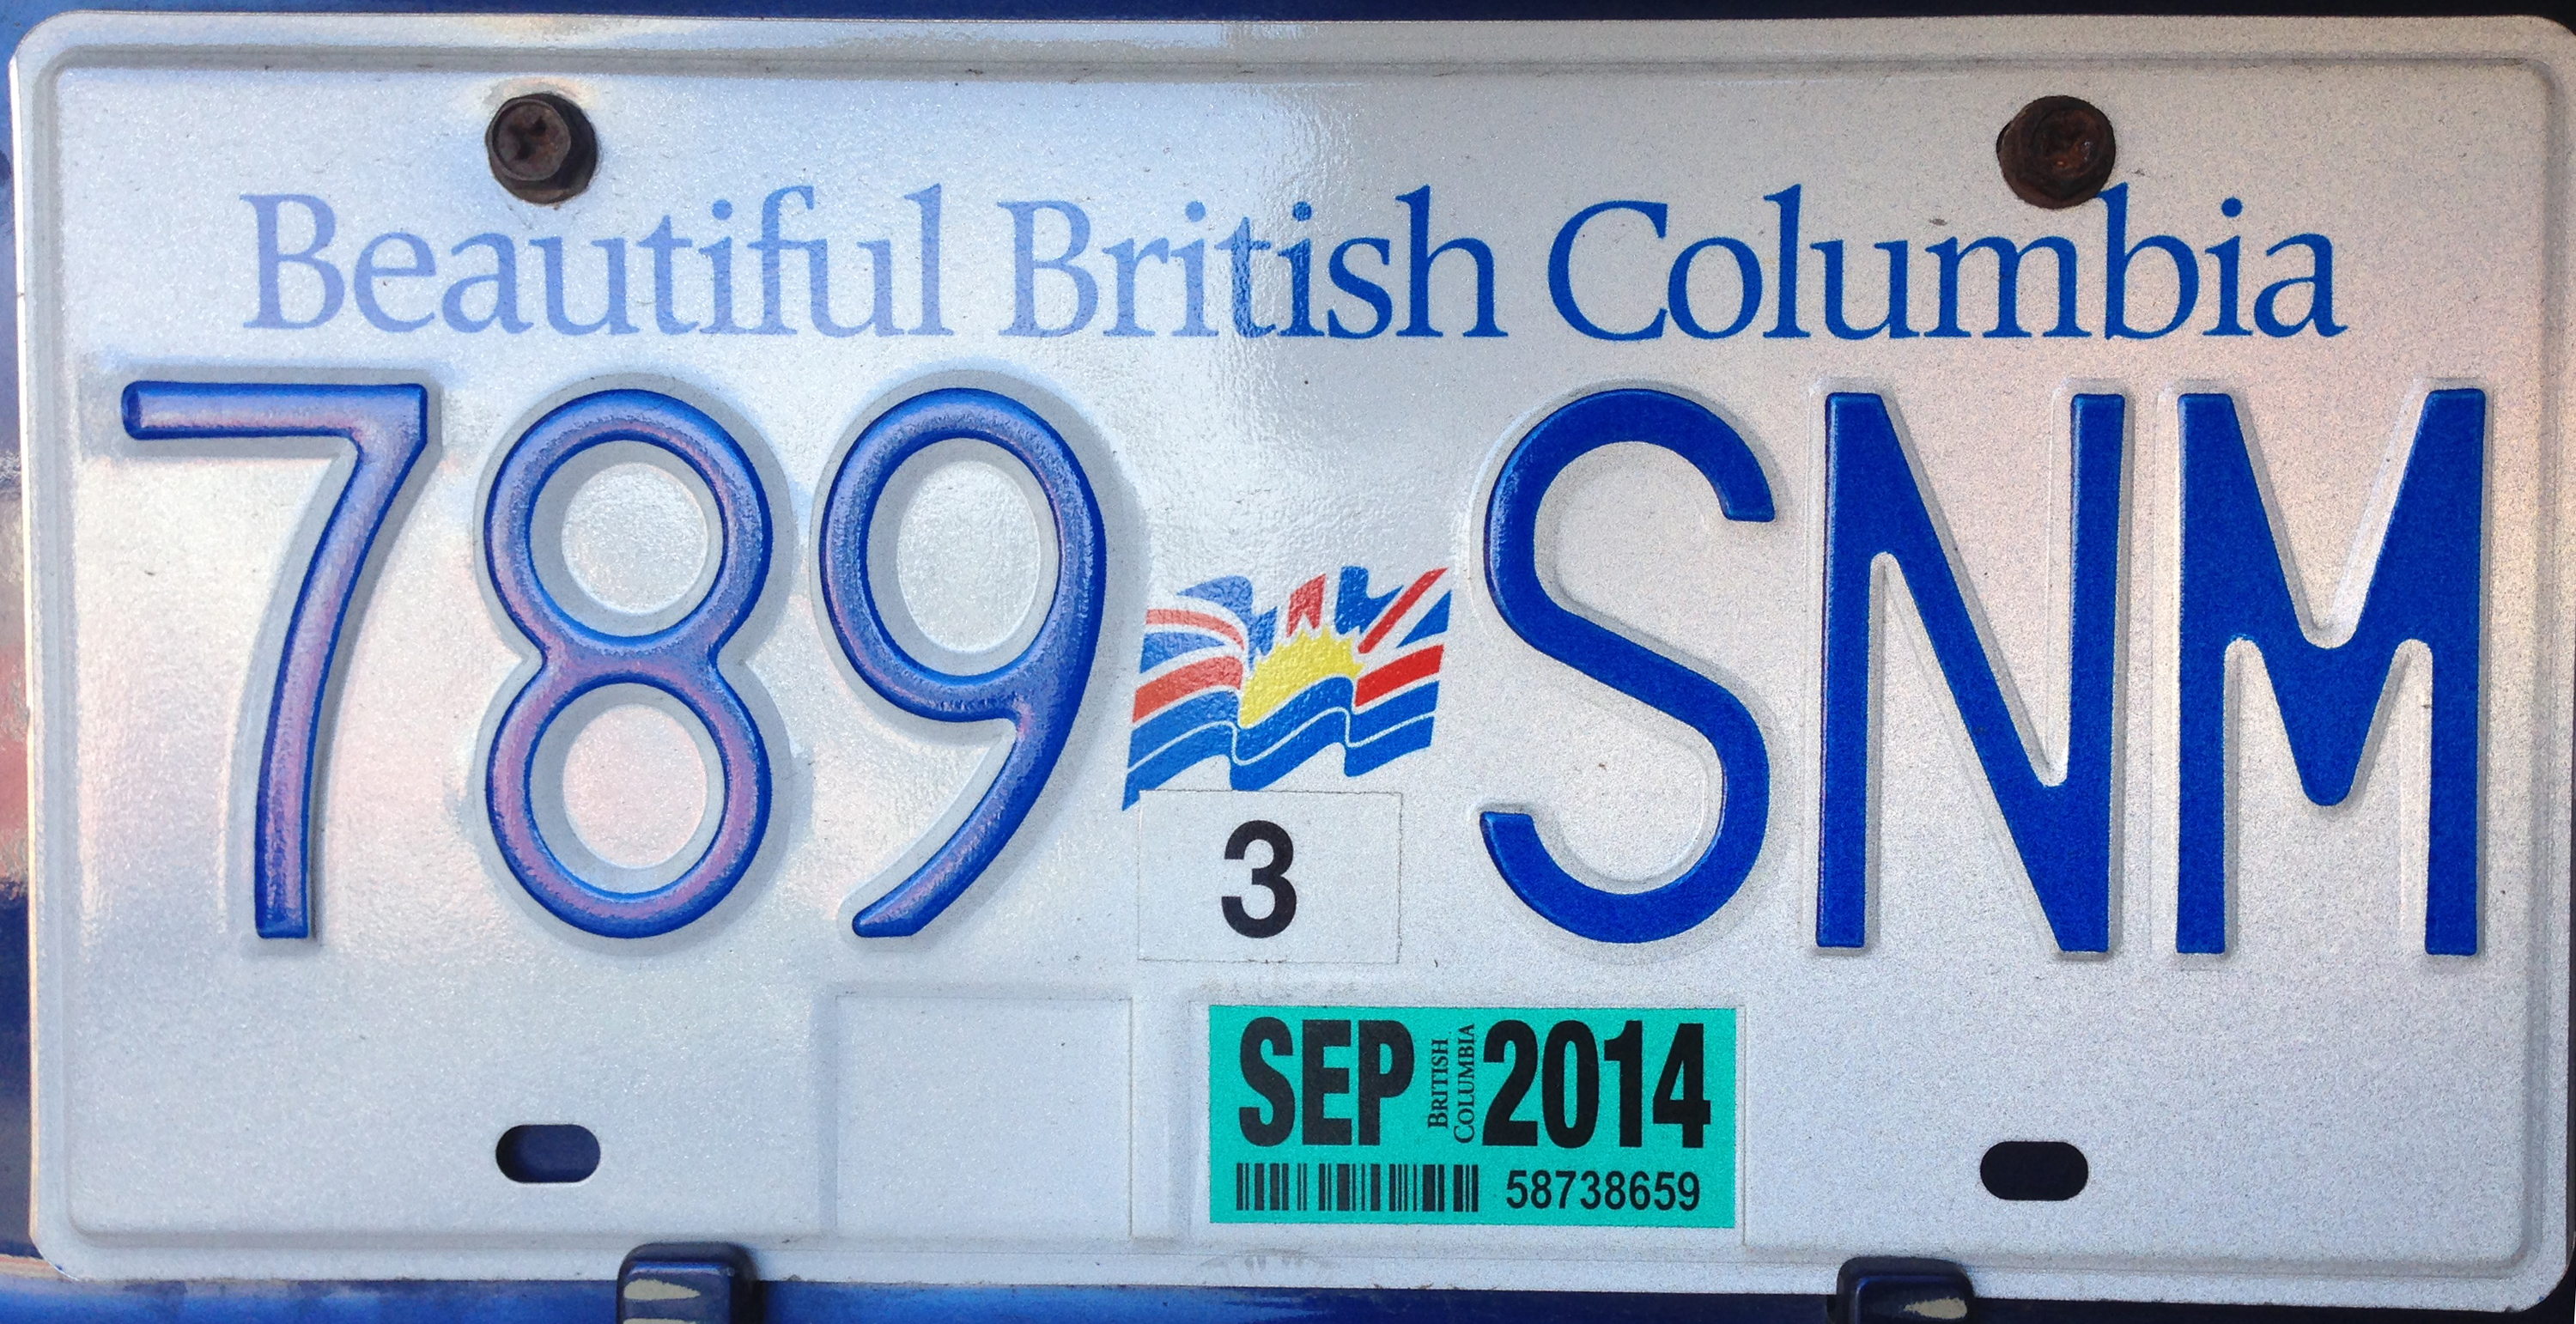 Beautiful British Columbia
789 SNM
3
SEP BRITISH COLUMBIA 2014
58738659